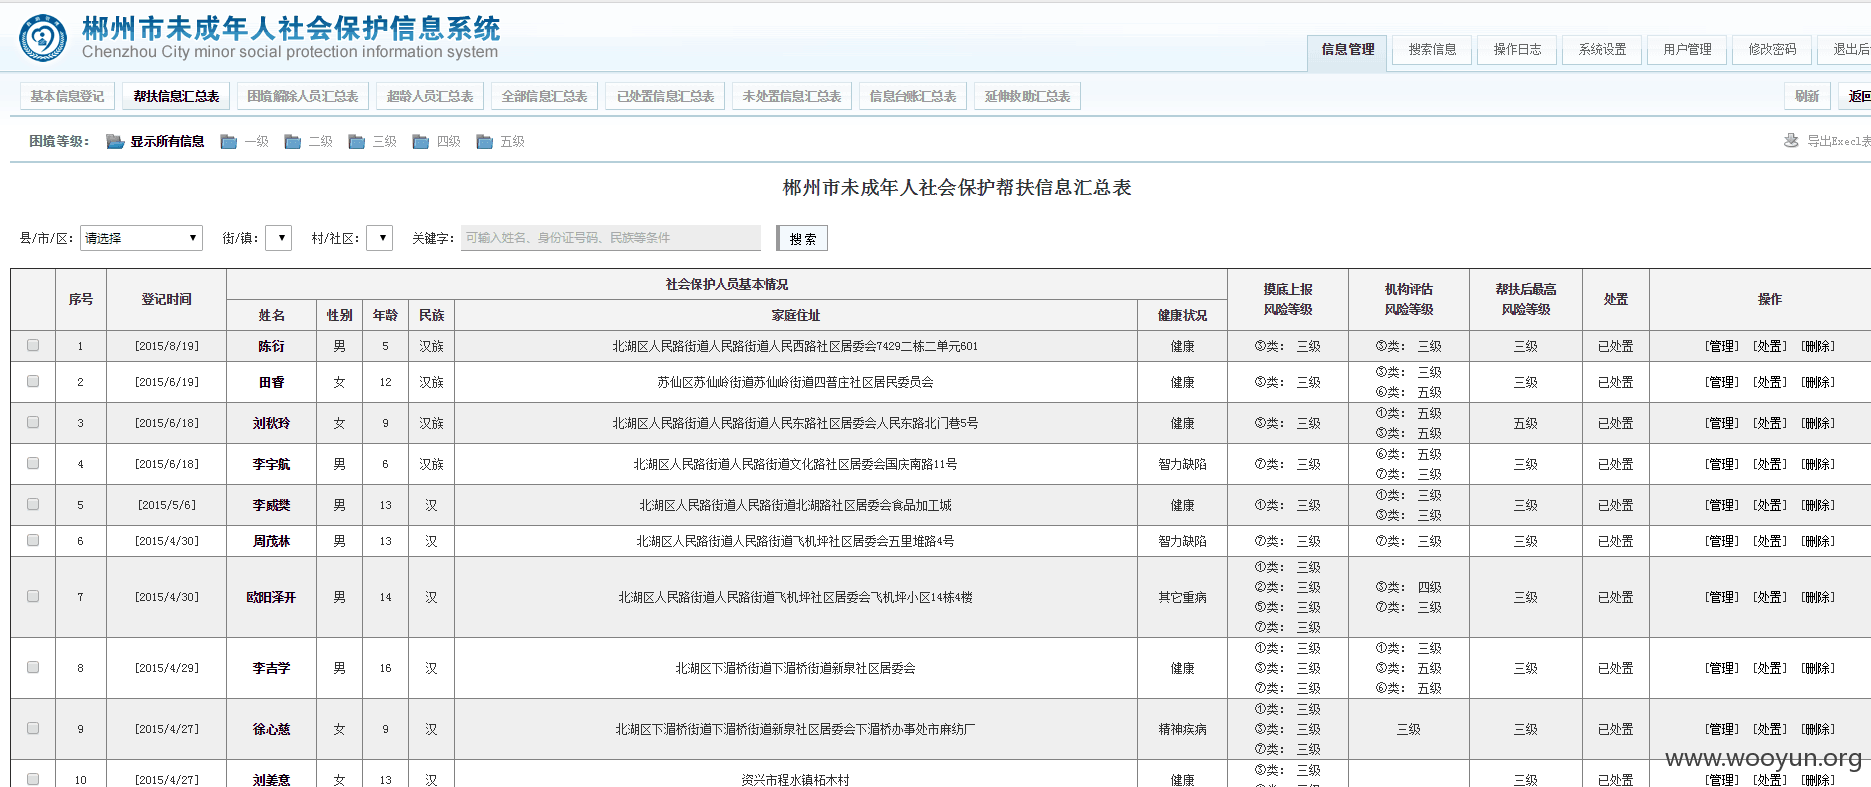 郴州市未成年人社会保护信息系统
Chenzhou City minor social protection information system
信息管理 搜索信息 操作日志 系统设置 用户管理 修改密码 退出后
基本信息登记 帮扶信息汇总表 困境解除人员汇总表 超龄人员汇总表 全部信息汇总表 已处置信息汇总表 未处置信息汇总表 信息台账汇总表 延伸救助汇总表 刷新 返回
困境等级: 显示所有信息 一级 二级 三级 四级 五级 导出Execl表
郴州市未成年人社会保护帮扶信息汇总表
县/市/区: 请选择 街/镇: 村/社区: 关键字: 可输入姓名、身份证号码、民族等条件 搜索
序号 登记时间 社会保护人员基本情况 摸底上报 风险等级 机构评估 风险等级 帮扶后最高 风险等级 处置 操作
姓名 性别 年龄 民族 家庭住址 健康状况
1 [2015/8/19] 陈衍 男 5 汉族 北湖区人民路街道人民路街道人民西路社区居委会7429二栋二单元601 健康 ③类: 三级 ③类: 三级 三级 已处置 [管理] [处置] [删除]
2 [2015/6/19] 田睿 女 12 汉族 苏仙区苏仙岭街道苏仙岭街道四普庄社区居民委员会 健康 ③类: 三级 ③类: 三级 ⑥类: 五级 三级 已处置 [管理] [处置] [删除]
3 [2015/6/18] 刘秋玲 女 9 汉族 北湖区人民路街道人民路街道人民东路社区居委会人民东路北门巷5号 健康 ③类: 三级 ①类: 五级 ③类: 五级 五级 已处置 [管理] [处置] [删除]
4 [2015/6/18] 李宇航 男 6 汉族 北湖区人民路街道人民路街道文化路社区居委会国庆南路11号 智力缺陷 ⑦类: 三级 ⑥类: 五级 ⑦类: 三级 三级 已处置 [管理] [处置] [删除]
5 [2015/5/6] 李威樊 男 13 汉 北湖区人民路街道人民路街道北湖路社区居委会食品加工城 健康 ①类: 三级 ①类: 三级 ③类: 三级 三级 已处置 [管理] [处置] [删除]
6 [2015/4/30] 周茂林 男 13 汉 北湖区人民路街道人民路街道飞机坪社区居委会五里堆路4号 智力缺陷 ⑦类: 三级 ⑦类: 三级 三级 已处置 [管理] [处置] [删除]
7 [2015/4/30] 欧阳泽开 男 14 汉 北湖区人民路街道人民路街道飞机坪社区居委会飞机坪小区14栋4楼 其它重病 ①类: 三级 ②类: 三级 ⑤类: 三级 ⑦类: 三级 ③类: 四级 ⑦类: 三级 三级 已处置 [管理] [处置] [删除]
8 [2015/4/29] 李吉学 男 16 汉 北湖区下湄桥街道下湄桥街道新泉社区居委会 健康 ①类: 三级 ③类: 三级 ⑦类: 三级 ①类: 三级 ③类: 五级 ⑥类: 五级 三级 已处置 [管理] [处置] [删除]
9 [2015/4/27] 徐心慈 女 9 汉 北湖区下湄桥街道下湄桥街道新泉社区居委会下湄桥办事处市麻纺厂 精神疾病 ①类: 三级 ③类: 三级 ⑦类: 三级 三级 三级 已处置 [管理] [处置] [删除]
10 [2015/4/27] 刘美意 女 13 汉 资兴市程水镇柘木村 健康 ③类: 三级 三级 已处置 [管理] [处置] [删除]
www.wooyun.org